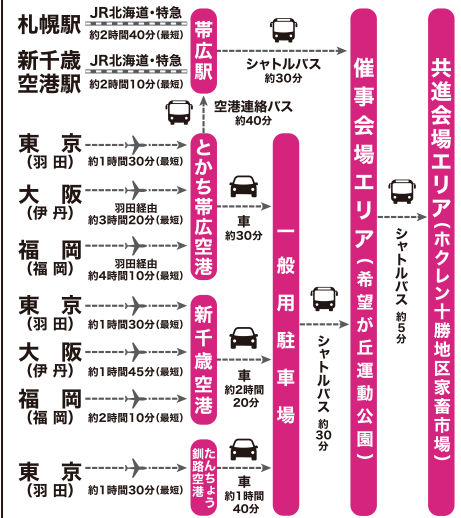 札幌駅
JR北海道・特急
約2時間40分(最短)
新千歳
空港駅
JR北海道・特急
約2時間10分(最短)
帯広駅
シャトルバス
約30分
空港連絡バス
約40分
東京
(羽田)
約1時間30分(最短)
大阪
(伊丹)
羽田経由
約3時間20分(最短)
福岡
(福岡)
羽田経由
約4時間10分(最短)
とかち帯広空港
車
約30分
東京
(羽田)
約1時間30分(最短)
大阪
(伊丹)
約1時間45分(最短)
福岡
(福岡)
約2時間10分(最短)
新千歳空港
車
約2時間
20分
東京
(羽田)
約1時間30分(最短)
たんちょう
釧路空港
車
約1時間
40分
一般用駐車場
シャトルバス
約30分
催事会場エリア(希望が丘運動公園)
シャトルバス 約5分
共進会場エリア(ホクレン十勝地区家畜市場)